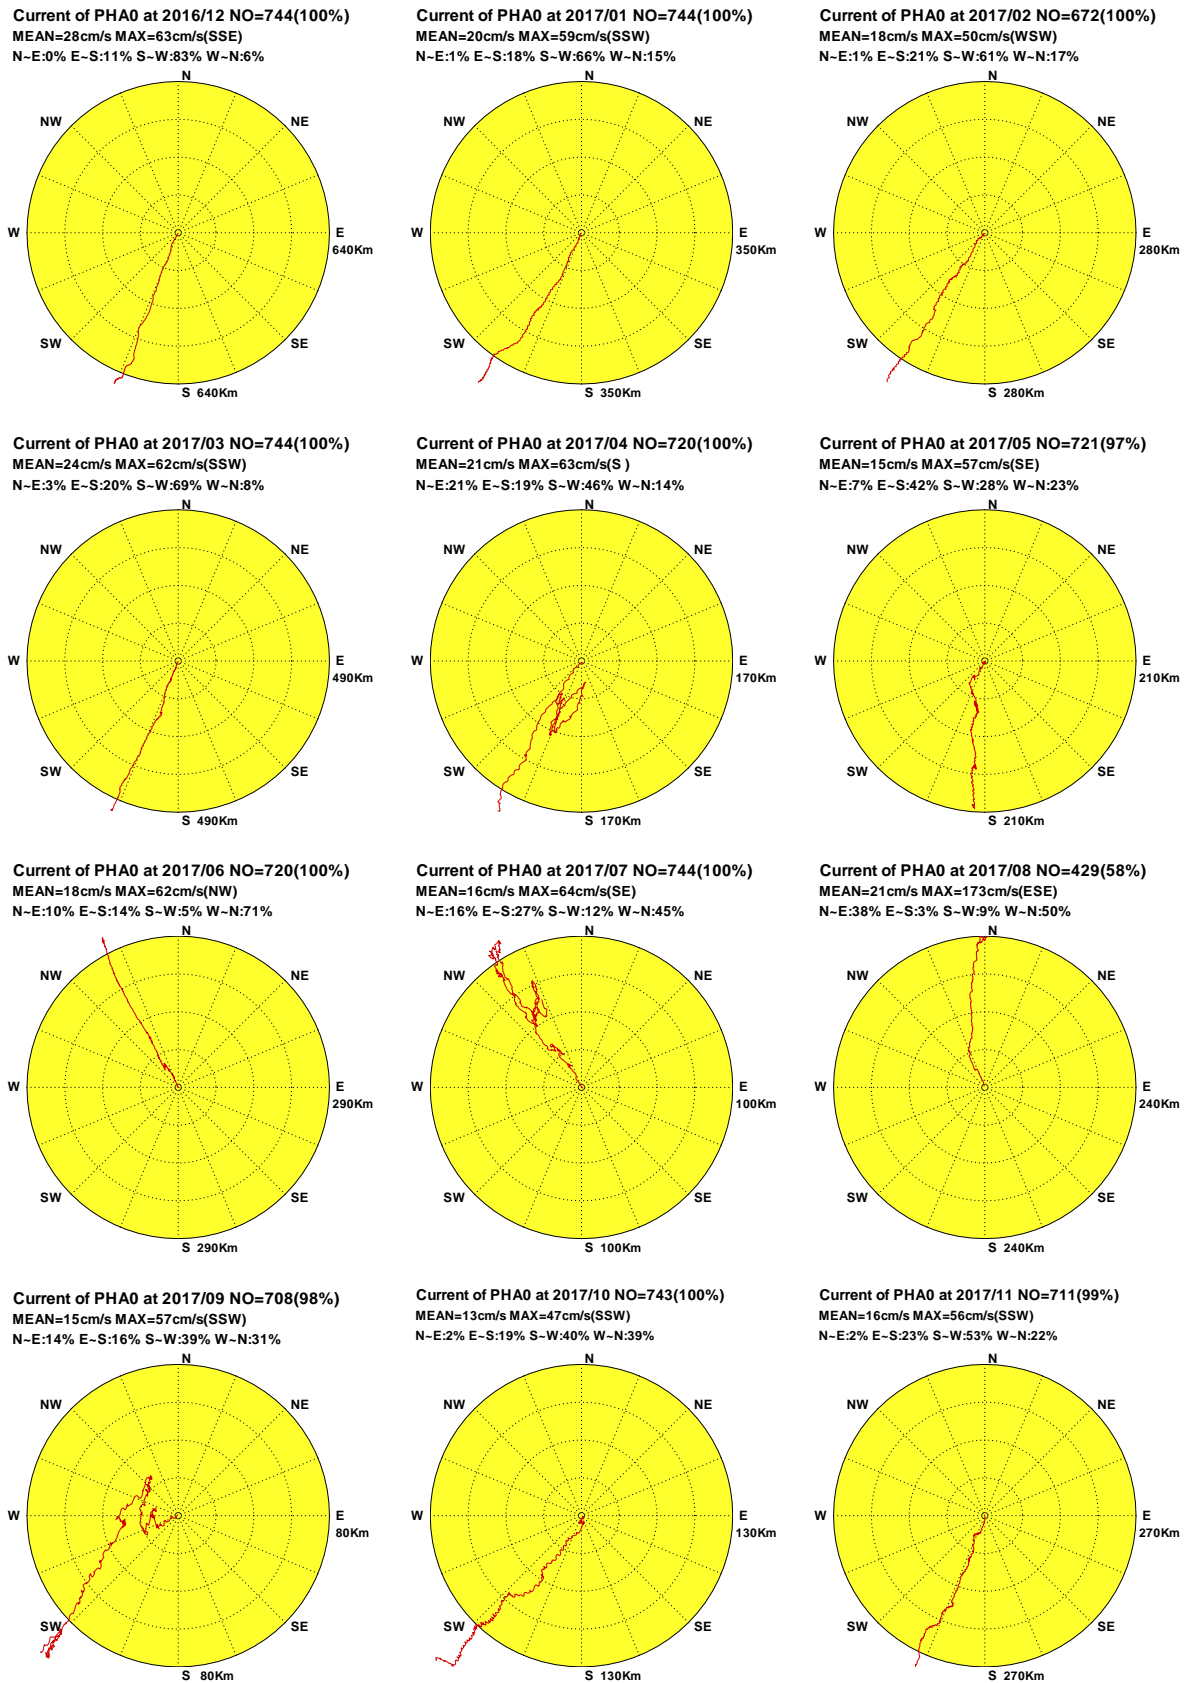 Current of PHA0 at 2016/12 NO=744(100%)
MEAN=28cm/s MAX=63cm/s(SSE)
N~E:0% E~S:11% S~W:83% W~N:6%
N
NW
NE
W
E
640Km
SW
SE
S 640Km
Current of PHA0 at 2017/01 NO=744(100%)
MEAN=20cm/s MAX=59cm/s(SSW)
N~E:1% E~S:18% S~W:66% W~N:15%
N
NW
NE
W
E
350Km
SW
SE
S 350Km
Current of PHA0 at 2017/02 NO=672(100%)
MEAN=18cm/s MAX=50cm/s(WSW)
N~E:1% E~S:21% S~W:61% W~N:17%
N
NW
NE
W
E
280Km
SW
SE
S 280Km
Current of PHA0 at 2017/03 NO=744(100%)
MEAN=24cm/s MAX=62cm/s(SSW)
N~E:3% E~S:20% S~W:69% W~N:8%
N
NW
NE
W
E
490Km
SW
SE
S 490Km
Current of PHA0 at 2017/04 NO=720(100%)
MEAN=21cm/s MAX=63cm/s(S )
N~E:21% E~S:19% S~W:46% W~N:14%
N
NW
NE
W
E
170Km
SW
SE
S 170Km
Current of PHA0 at 2017/05 NO=721(97%)
MEAN=15cm/s MAX=57cm/s(SE)
N~E:7% E~S:42% S~W:28% W~N:23%
N
NW
NE
W
E
210Km
SW
SE
S 210Km
Current of PHA0 at 2017/06 NO=720(100%)
MEAN=18cm/s MAX=62cm/s(NW)
N~E:10% E~S:14% S~W:5% W~N:71%
N
NW
NE
W
E
290Km
SW
SE
S 290Km
Current of PHA0 at 2017/07 NO=744(100%)
MEAN=16cm/s MAX=64cm/s(SE)
N~E:16% E~S:27% S~W:12% W~N:45%
N
NW
NE
W
E
100Km
SW
SE
S 100Km
Current of PHA0 at 2017/08 NO=429(58%)
MEAN=21cm/s MAX=173cm/s(ESE)
N~E:38% E~S:3% S~W:9% W~N:50%
N
NW
NE
W
E
240Km
SW
SE
S 240Km
Current of PHA0 at 2017/09 NO=708(98%)
MEAN=15cm/s MAX=57cm/s(SSW)
N~E:14% E~S:16% S~W:39% W~N:31%
N
NW
NE
W
E
80Km
SW
SE
S 80Km
Current of PHA0 at 2017/10 NO=743(100%)
MEAN=13cm/s MAX=47cm/s(SSW)
N~E:2% E~S:19% S~W:40% W~N:39%
N
NW
NE
W
E
130Km
SW
SE
S 130Km
Current of PHA0 at 2017/11 NO=711(99%)
MEAN=16cm/s MAX=56cm/s(SSW)
N~E:2% E~S:23% S~W:53% W~N:22%
N
NW
NE
W
E
270Km
SW
SE
S 270Km